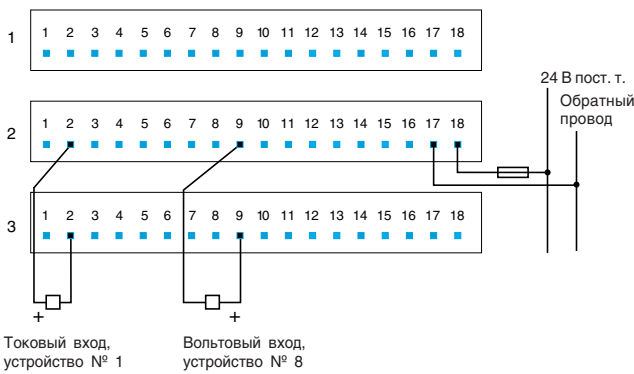 1 1 2 3 4 5 6 7 8 9 10 11 12 13 14 15 16 17 18
24 В пост. т.
Обратный
провод
2 1 2 3 4 5 6 7 8 9 10 11 12 13 14 15 16 17 18
3 1 2 3 4 5 6 7 8 9 10 11 12 13 14 15 16 17 18
+ +
Токовый вход,
устройство № 1
Вольтовый вход,
устройство № 8